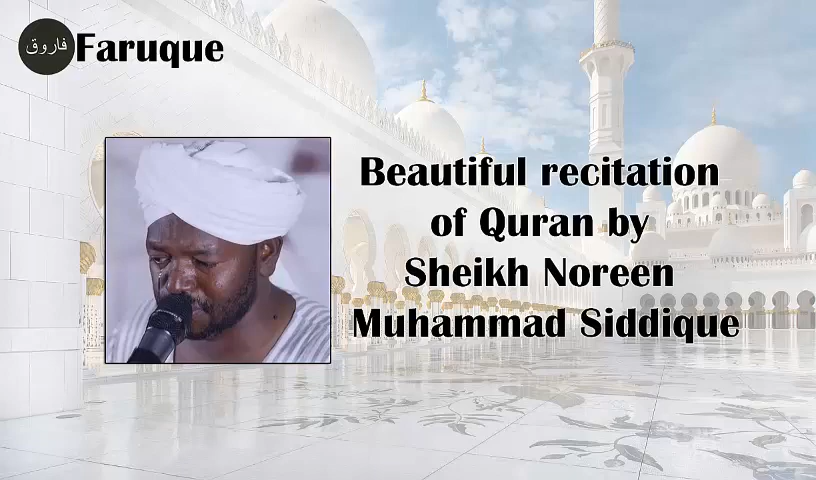 فاروق
Faruque
Beautiful recitation
of Quran by
Sheikh Noreen
Muhammad Siddique